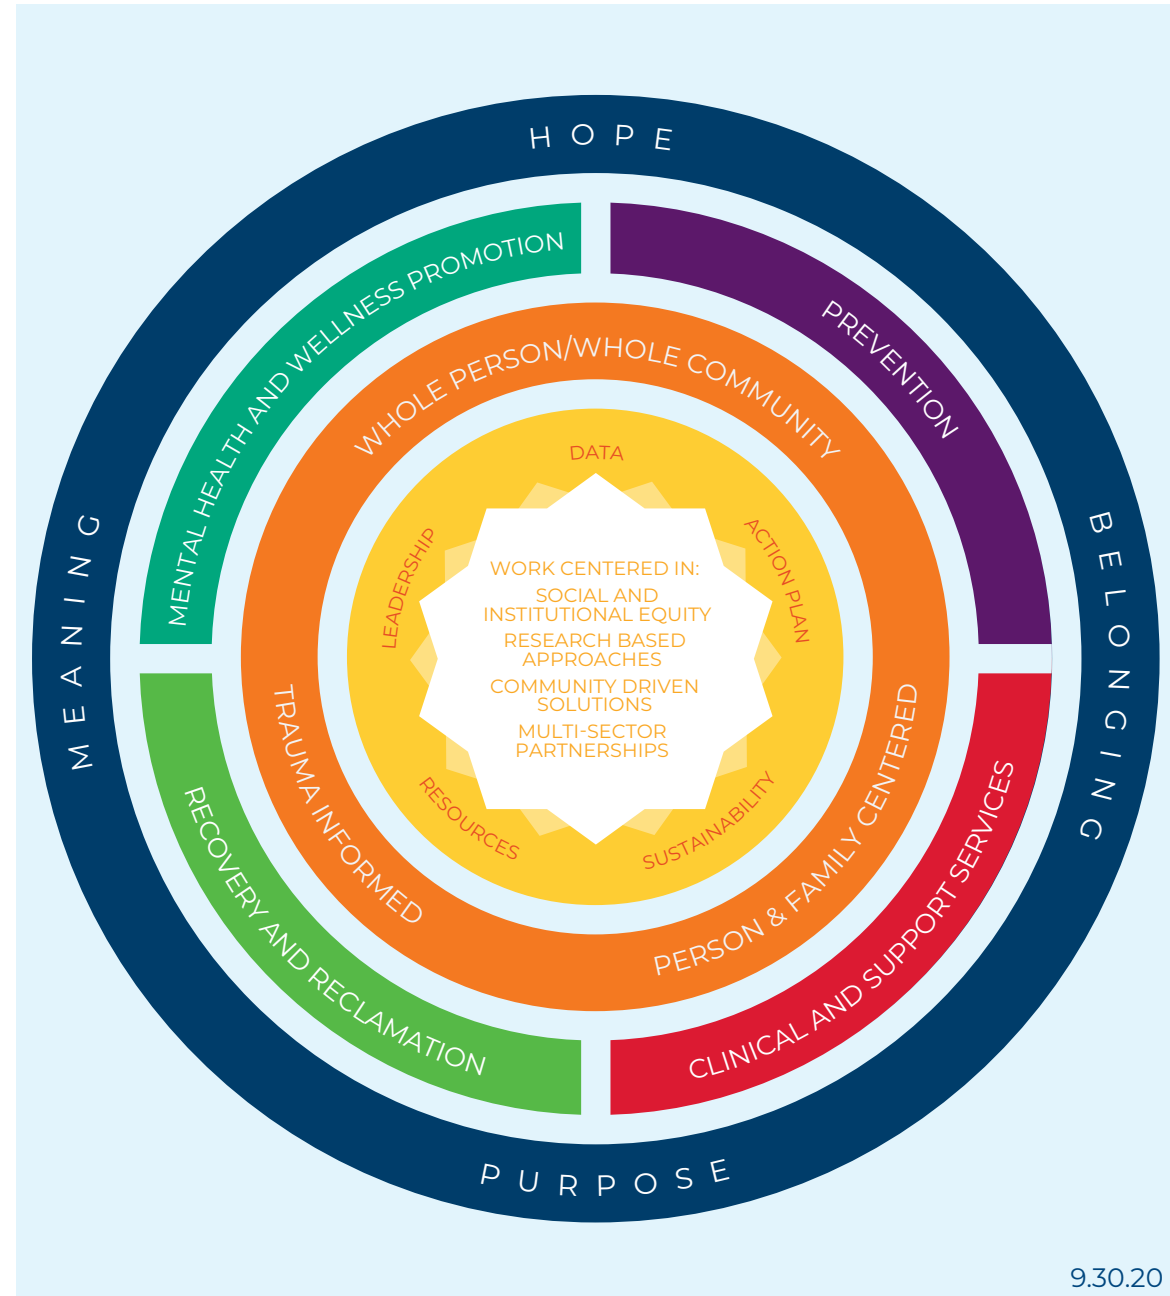 HOPE
MENTAL HEALTH AND WELLNESS PROMOTION
PREVENTION
WHOLE PERSON/WHOLE COMMUNITY
DATA
LEADERSHIP
ACTION PLAN
MEANING
BELONGING
WORK CENTERED IN:
SOCIAL AND
INSTITUTIONAL EQUITY
RESEARCH BASED
APPROACHES
COMMUNITY DRIVEN
SOLUTIONS
MULTI-SECTOR
PARTNERSHIPS
RESOURCES
SUSTAINABILITY
TRAUMA INFORMED
PERSON & FAMILY CENTERED
RECOVERY AND RECLAMATION
CLINICAL AND SUPPORT SERVICES
PURPOSE
9.30.20